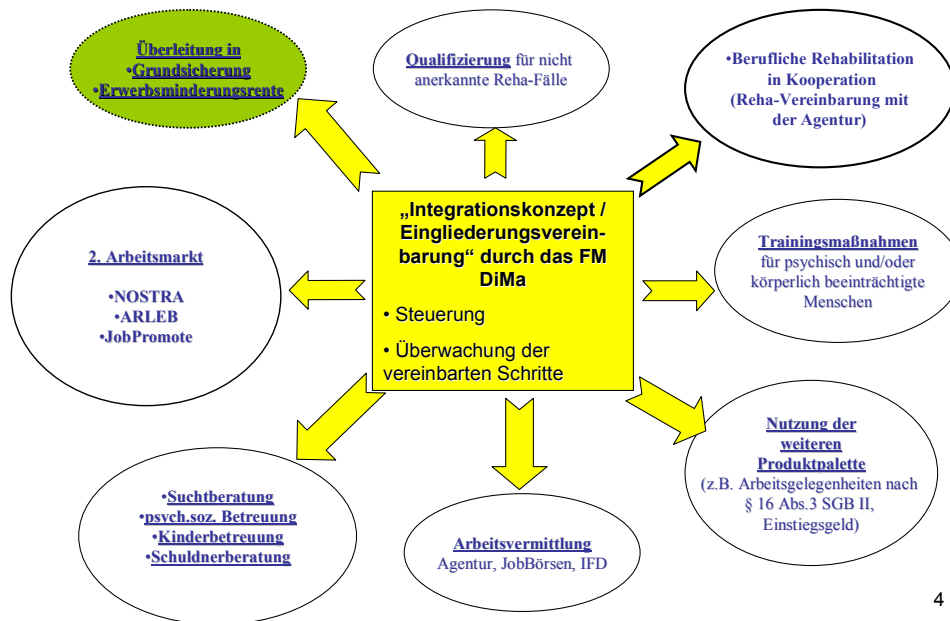 Überleitung in
•Grundsicherung
•Erwerbsminderungsrente
Qualifizierung für nicht
anerkannte Reha-Fälle
•Berufliche Rehabilitation
in Kooperation
(Reha-Vereinbarung mit
der Agentur)
2. Arbeitsmarkt
•NOSTRA
•ARLEB
•JobPromote
„Integrationskonzept /
Eingliederungsverein-
barung“ durch das FM
DiMa
• Steuerung
• Überwachung der
vereinbarten Schritte
Trainingsmaßnahmen
für psychisch und/oder
körperlich beeinträchtigte
Menschen
•Suchtberatung
•psych.soz. Betreuung
•Kinderbetreuung
•Schuldnerberatung
Arbeitsvermittlung
Agentur, JobBörsen, IFD
Nutzung der
weiteren
Produktpalette
(z.B. Arbeitsgelegenheiten nach
§ 16 Abs.3 SGB II,
Einstiegsgeld)
4